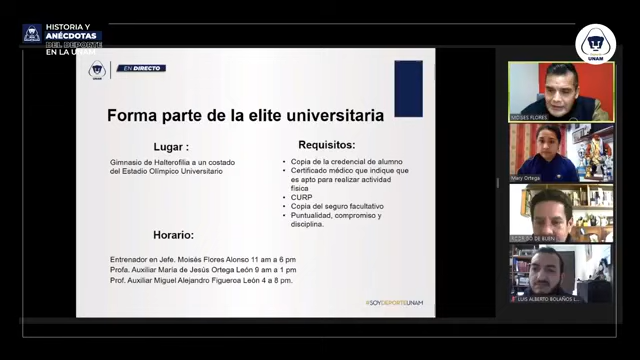 HISTORIA Y
ANÉCDOTAS
DEL DEPORTE
EN LA UNAM
UNAM
EN DIRECTO
UNAM
Forma parte de la elite universitaria
Lugar :
Gimnasio de Halterofilia a un costado
del Estadio Olímpico Universitario
Requisitos:
• Copia de la credencial de alumno
• Certificado médico que indique que
es apto para realizar actividad
física
• CURP
• Copia del seguro facultativo
• Puntualidad, compromiso y
disciplina.
Horario:
Entrenador en Jefe. Moisés Flores Alonso 11 am a 6 pm
Profa. Auxiliar María de Jesús Ortega León 9 am a 1 pm
Prof. Auxiliar Miguel Alejandro Figueroa León 4 a 8 pm.
#SOYDEPORTEUNAM
MOISES FLORES
Mary Ortega
DE BUEN
LUIS ALBERTO BOLAÑOS L...